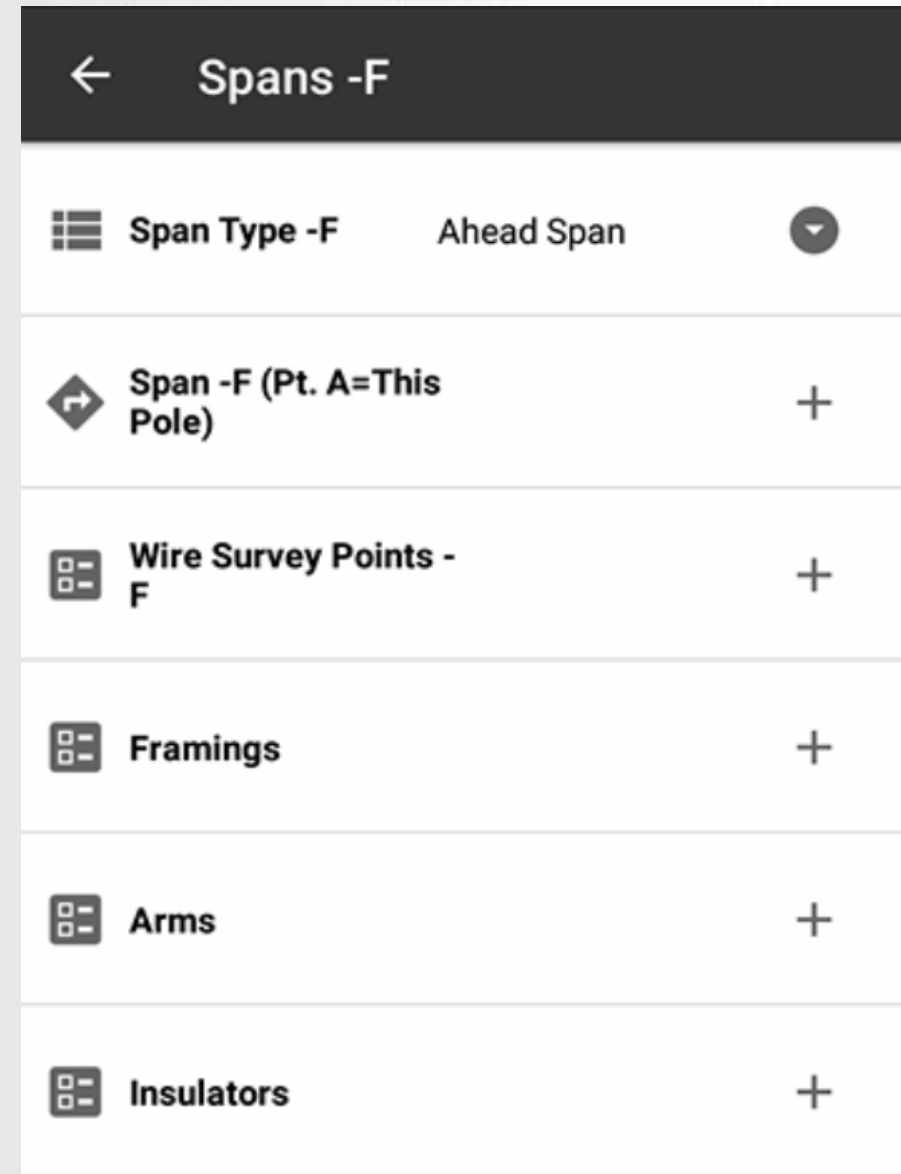 Spans -F
Span Type -F Ahead Span
Span -F (Pt. A=This
Pole)
Wire Survey Points -
F
Framings
Arms
Insulators